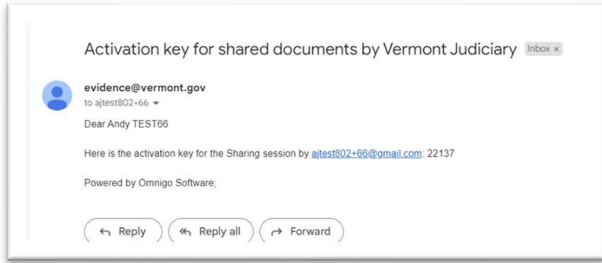 Activation key for shared documents by Vermont Judiciary Inbox ×
evidence@vermont.gov
to ajtest802+66
Dear Andy TEST66
Here is the activation key for the Sharing session by ajtest802+66@gmail.com: 22137
Powered by Omnigo Software;
Reply Reply all Forward